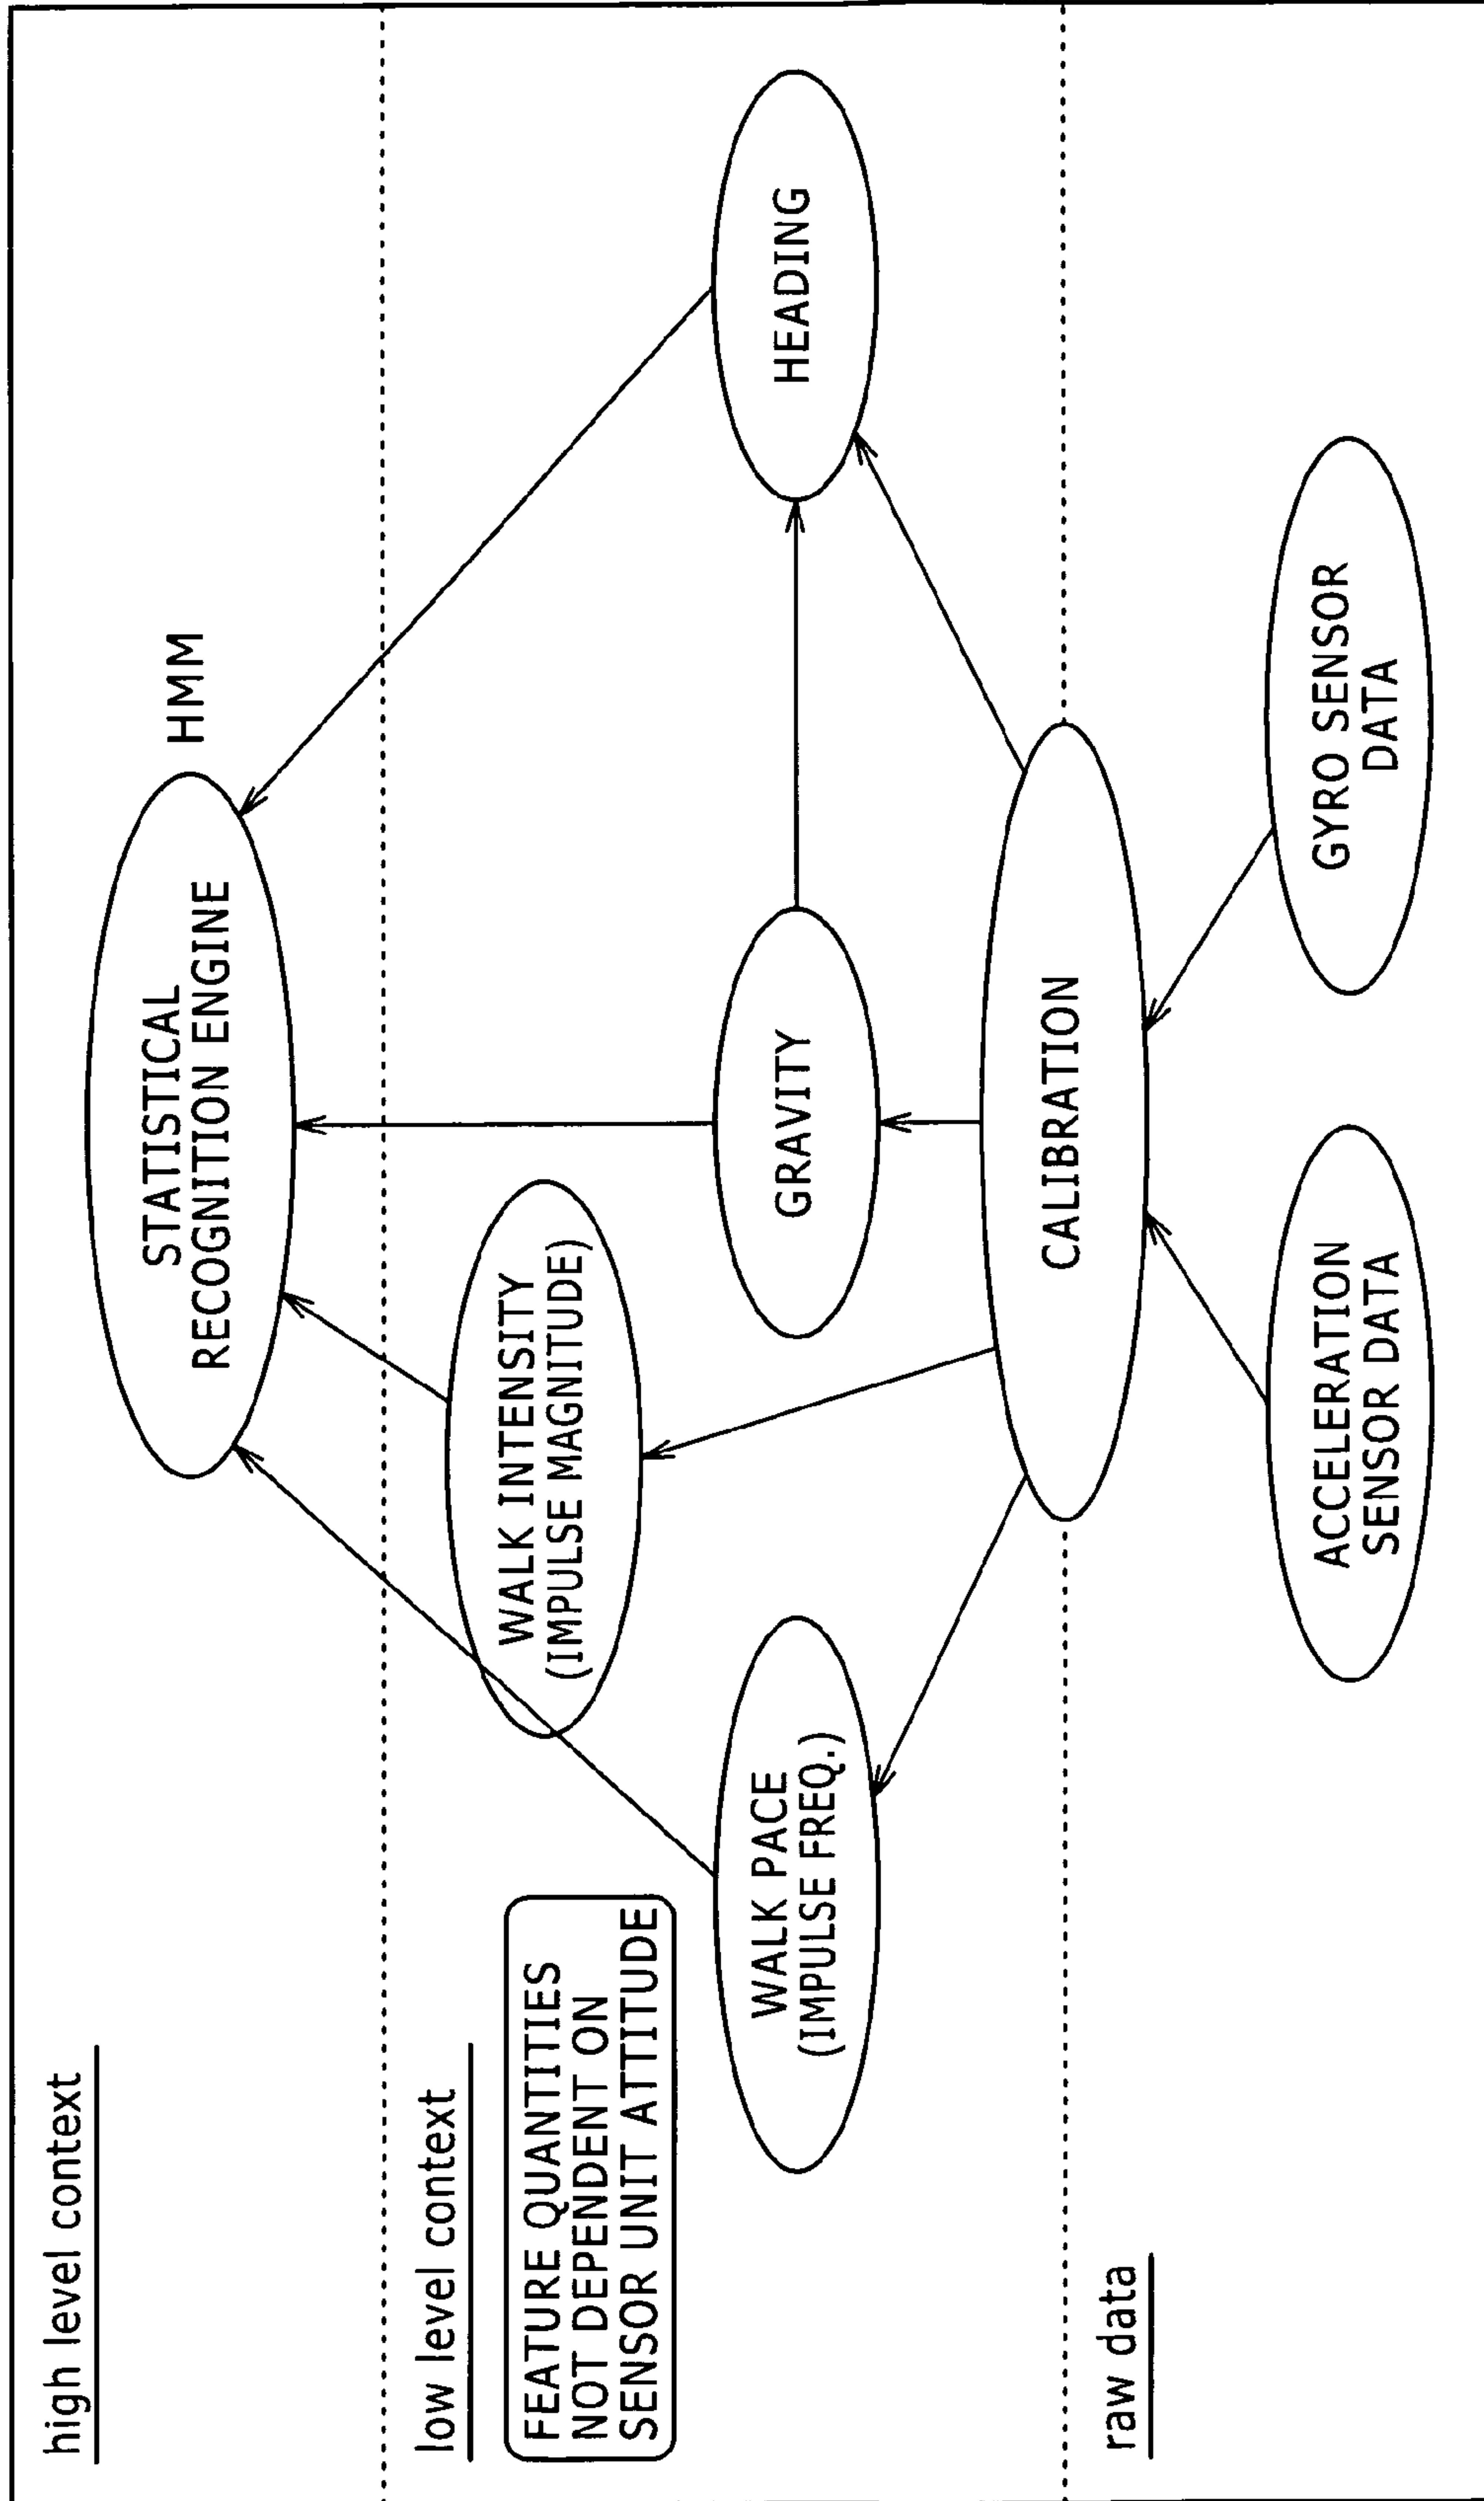 high level context
STATISTICAL
RECOGNITION ENGINE
HMM
low level context
FEATURE QUANTITIES
NOT DEPENDENT ON
SENSOR UNIT ATTITUDE
WALK INTENSITY
(IMPULSE MAGNITUDE)
WALK PACE
(IMPULSE FREQ.)
GRAVITY
HEADING
CALIBRATION
raw data
ACCELERATION
SENSOR DATA
GYRO SENSOR
DATA